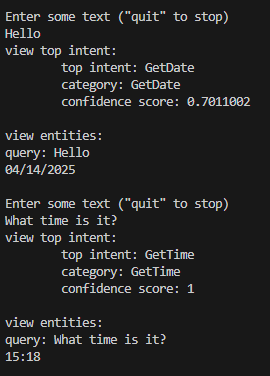 Enter some text ("quit" to stop)
Hello
view top intent:
top intent: GetDate
category: GetDate
confidence score: 0.7011002
view entities:
query: Hello
04/14/2025
Enter some text ("quit" to stop)
What time is it?
view top intent:
top intent: GetTime
category: GetTime
confidence score: 1
view entities:
query: What time is it?
15:18